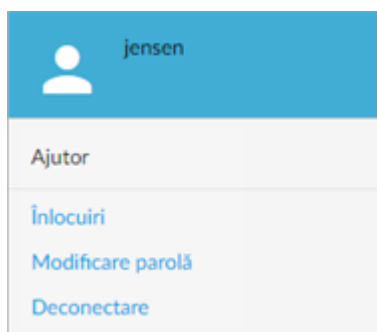 jensen
Ajutor
Înlocuiri
Modificare parolă
Deconectare